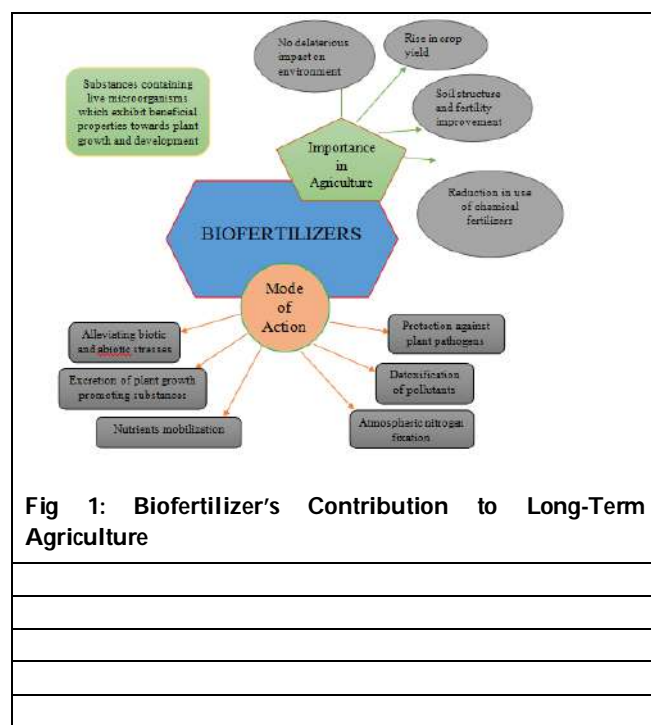 No delaterious
impact on
environment
Rise in crop
yield
Substances containing
live microorganisms
which exhibit beneficial
properties towards plant
growth and development
Soil structure
and fertility
improvement
Importance
in
Agriculture
Reduction in use
of chemical
fertilizers
BIOFERTILIZERS
Mode
of
Action
Alleviating biotic
and abiotic stresses
Protection against
plant pathogens
Excretion of plant growth
promoting substances
Detoxification
of pollutants
Nutrients mobilization
Atmospheric nitrogen
fixation
Fig 1: Biofertilizer's Contribution to Long-Term
Agriculture